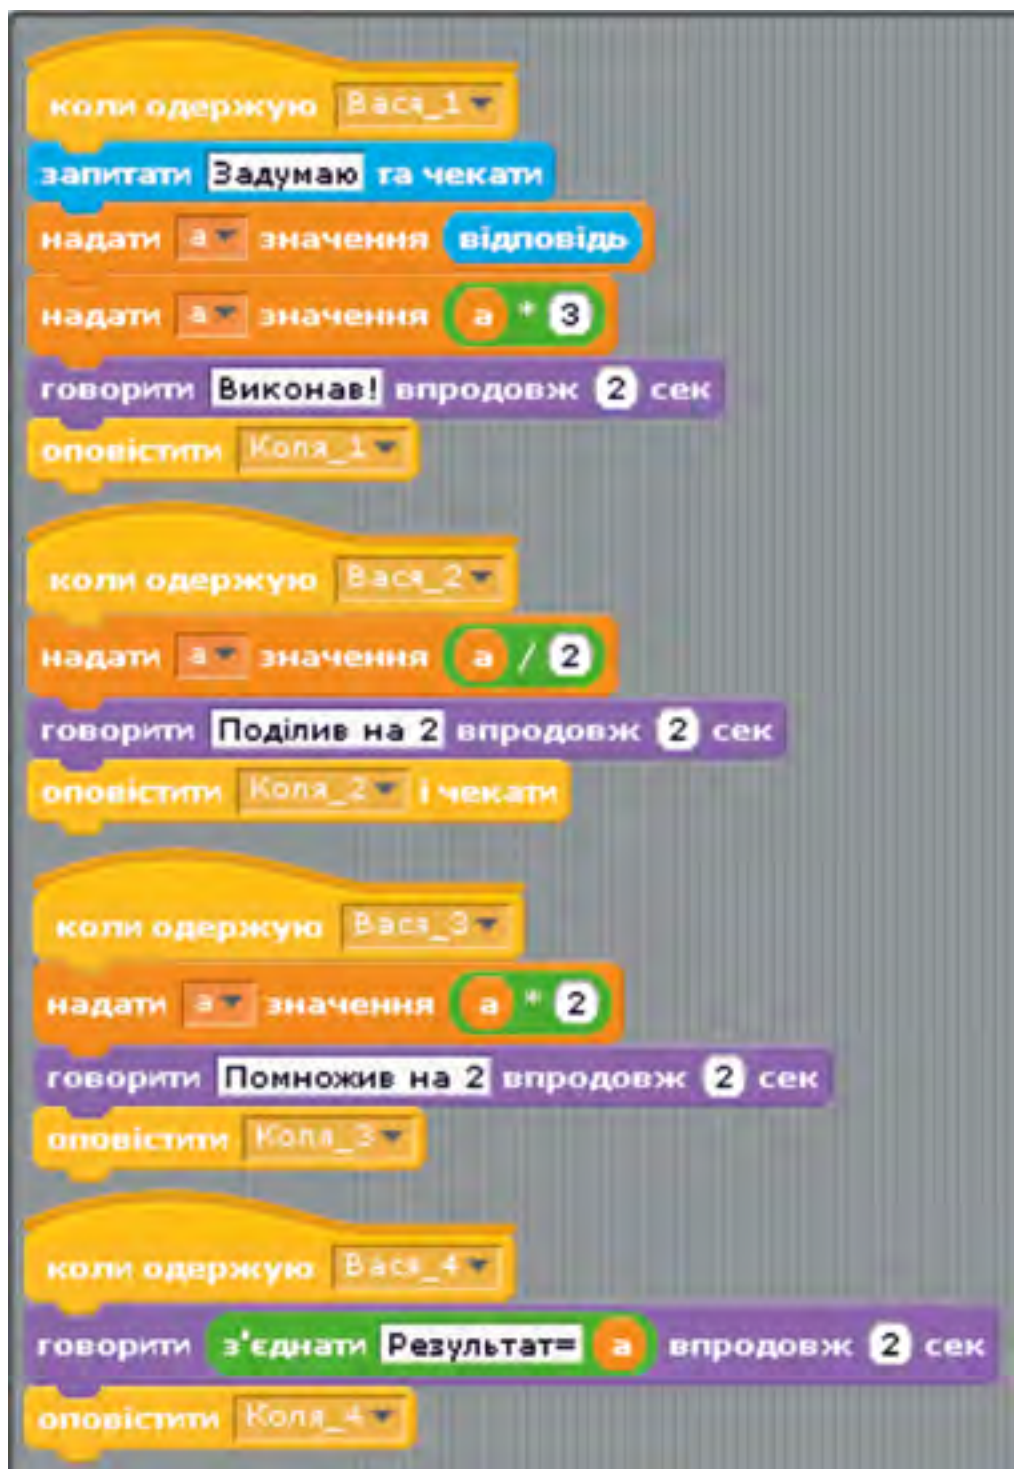 коли одержую Вася_1
запитати Задумаю та чекати
надати а значення відповідь
надати а значення а * 3
говорити Виконав! впродовж 2 сек
оповістити Коля_1
коли одержую Вася_2
надати а значення а / 2
говорити Поділив на 2 впродовж 2 сек
оповістити Коля_2 і чекати
коли одержую Вася_3
надати а значення а * 2
говорити Помножив на 2 впродовж 2 сек
оповістити Коля_3
коли одержую Вася_4
говорити з'єднати Результат= а впродовж 2 сек
оповістити Коля_4